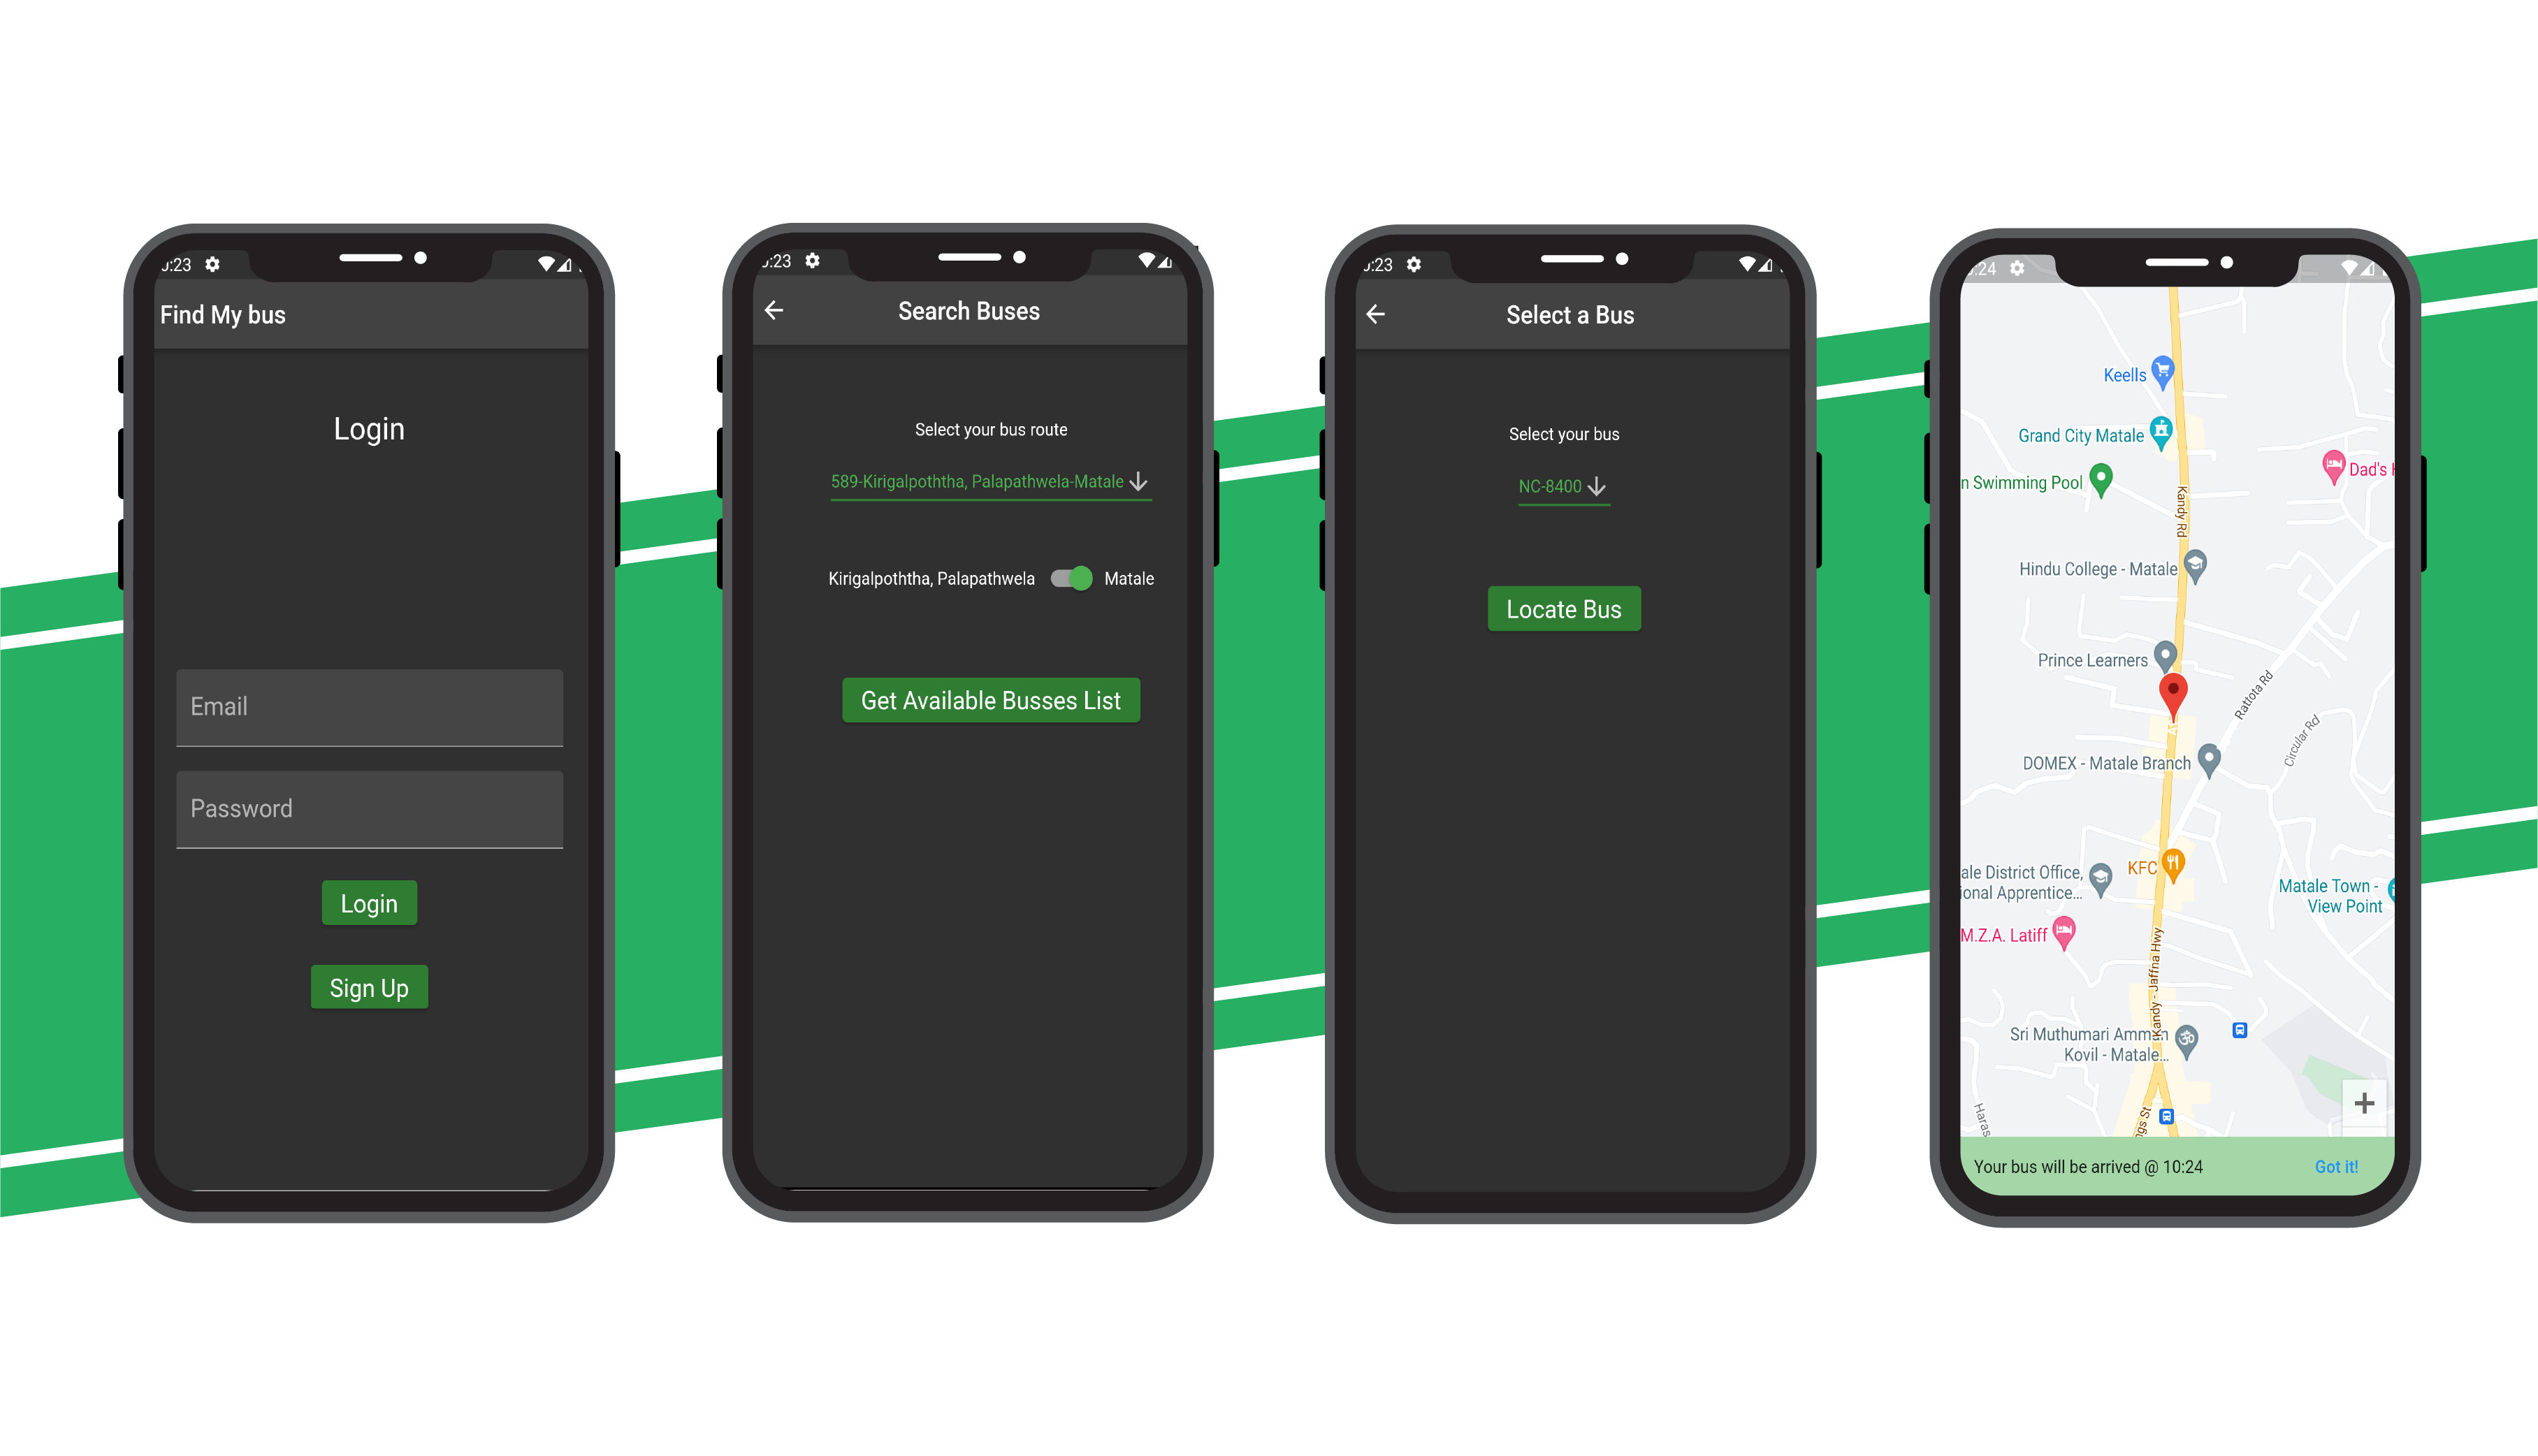 :23
Find My bus
Login
Email
Password
Login
Sign Up
:23
Search Buses
Select your bus route
589-Kirigalpoththa, Palapathwela-Matale
Kirigalpoththa, Palapathwela
Matale
Get Available Busses List
:23
Select a Bus
Select your bus
NC-8400
Locate Bus
:24
Keells
Grand City Matale
Dad's
n Swimming Pool
Kandy Rd
Hindu College - Matale
Prince Learners
Rattota Rd
Circular Rd
DOMEX - Matale Branch
KFC
ale District Office,
ional Apprentice...
Matale Town -
View Point
M.Z.A. Latiff
Kandy - Jaffna Hwy
Sri Muthumari Amman
Kovil - Matale...
Haras
ngs St
+
Your bus will be arrived @ 10:24
Got it!